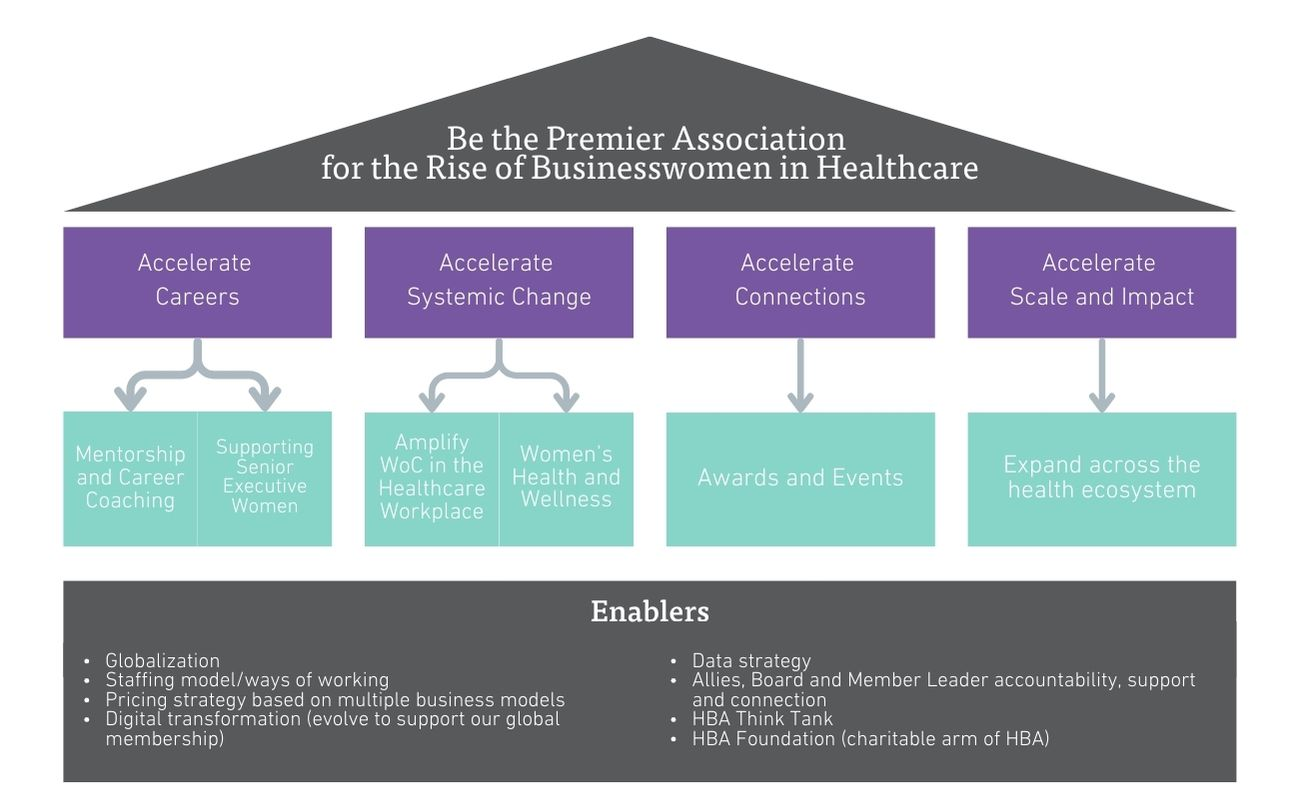 Be the Premier Association
for the Rise of Businesswomen in Healthcare
Accelerate
Careers
Accelerate
Systemic Change
Accelerate
Connections
Accelerate
Scale and Impact
Mentorship
and Career
Coaching
Supporting
Senior
Executive
Women
Amplify
WoC in the
Healthcare
Workplace
Women's
Health and
Wellness
Awards and Events
Expand across the
health ecosystem
Enablers
• Globalization
• Staffing model/ways of working
• Pricing strategy based on multiple business models
• Digital transformation (evolve to support our global
membership)
• Data strategy
• Allies, Board and Member Leader accountability, support
and connection
• HBA Think Tank
• HBA Foundation (charitable arm of HBA)